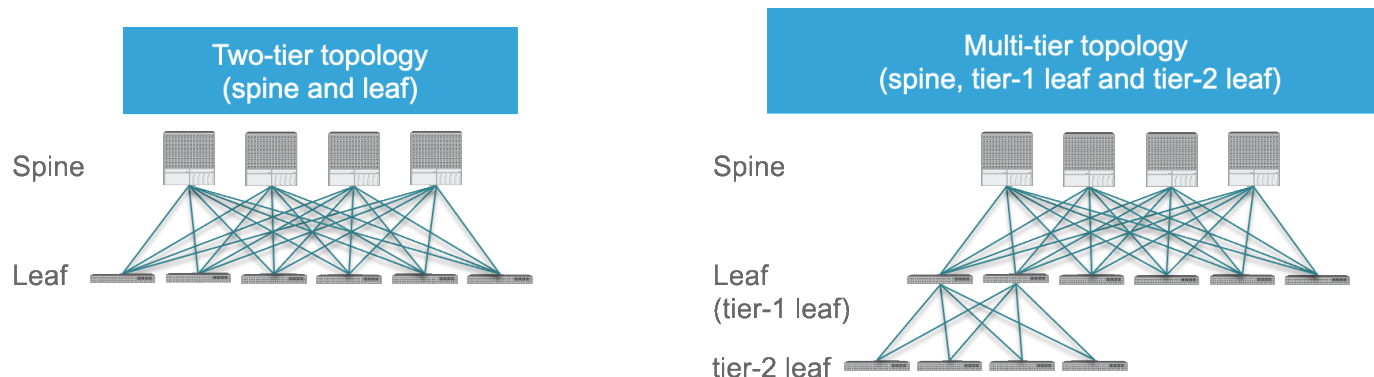 Two-tier topology
(spine and leaf)
Spine
Leaf
Multi-tier topology
(spine, tier-1 leaf and tier-2 leaf)
Spine
Leaf
(tier-1 leaf)
tier-2 leaf